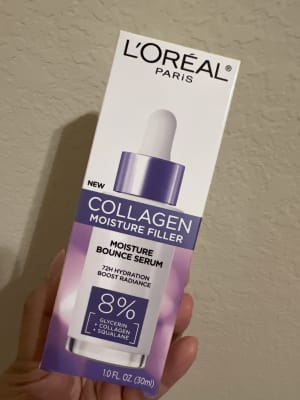 L'ORÉAL®
PARIS
NEW
COLLAGEN
MOISTURE FILLER
MOISTURE
BOUNCE SERUM
72H HYDRATION
BOOST RADIANCE
8%
GLYCERIN
+ COLLAGEN
+ SQUALANE
1.0 FL. OZ. (30ml)